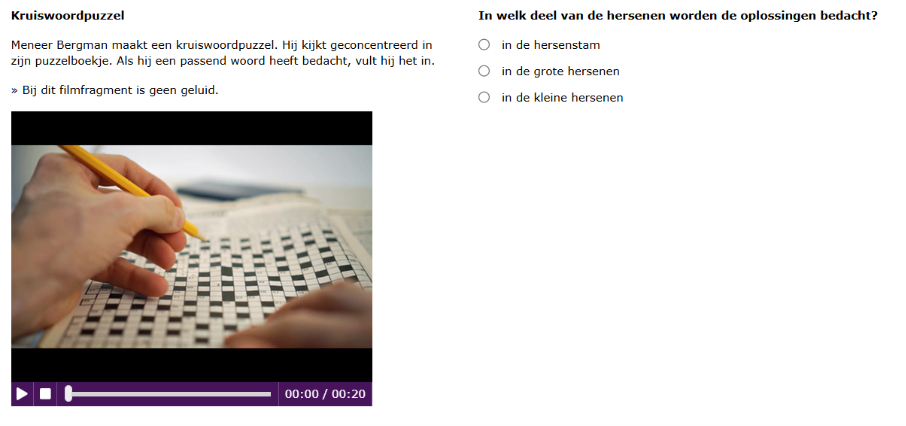 Kruiswoordpuzzel
Meneer Bergman maakt een kruiswoordpuzzel. Hij kijkt geconcentreerd in
zijn puzzelboekje. Als hij een passend woord heeft bedacht, vult hij het in.
» Bij dit filmfragment is geen geluid.
00:00 / 00:20
In welk deel van de hersenen worden de oplossingen bedacht?
in de hersenstam
in de grote hersenen
in de kleine hersenen